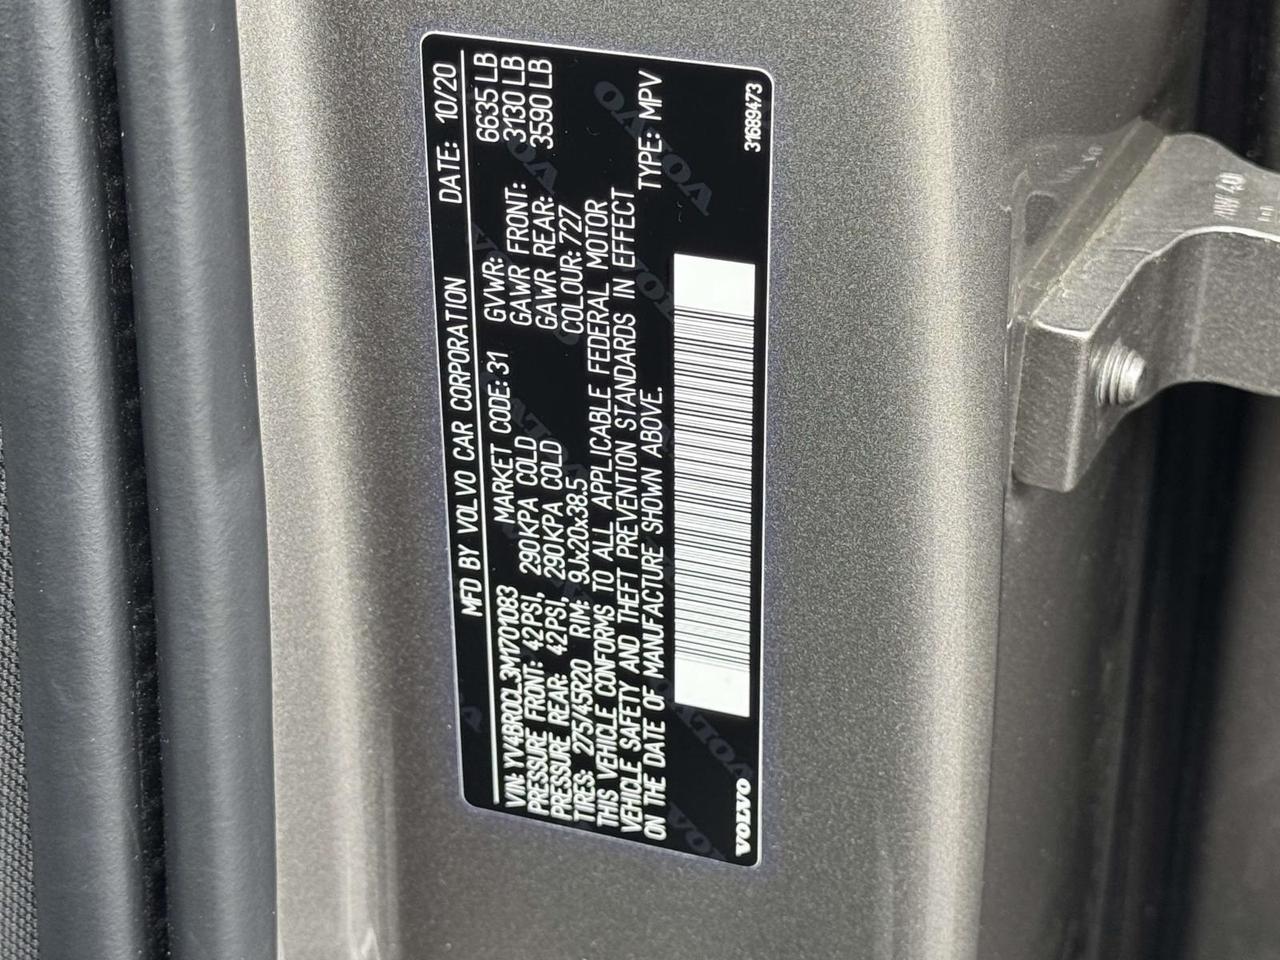 MFD BY VOLVO CAR CORPORATION DATE: 10/20
VIN: YV4BR0CL3M1701083 MARKET CODE: 31 GVWR: 6635 LB
PRESSURE FRONT: 42PSI, 290KPA COLD GAWR FRONT: 3130 LB
PRESSURE REAR: 42PSI, 290KPA COLD GAWR REAR: 3590 LB
TIRES: 275/45R20 RIM: 9Jx20x38.5 COLOUR: 727
THIS VEHICLE CONFORMS TO ALL APPLICABLE FEDERAL MOTOR
VEHICLE SAFETY AND THEFT PREVENTION STANDARDS IN EFFECT
ON THE DATE OF MANUFACTURE SHOWN ABOVE. TYPE: MPV
VOLVO 31689473